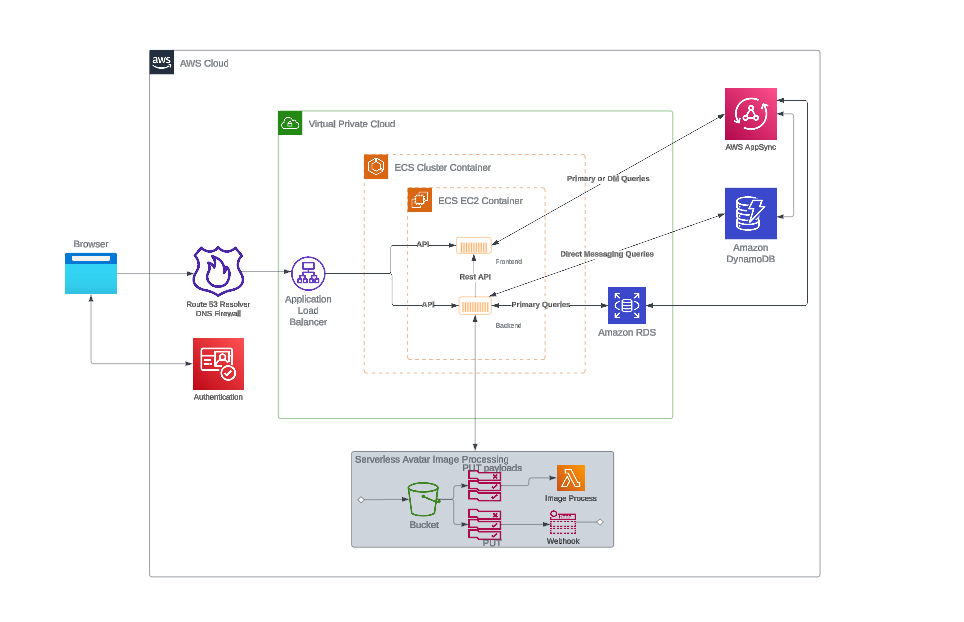 aws
AWS Cloud
Virtual Private Cloud
AWS AppSync
ECS Cluster Container
Primary or DM Queries
ECS EC2 Container
Browser
API
Frontend
Direct Messaging Queries
Amazon
DynamoDB
Rest API
Route 53 Resolver
DNS Firewall
Application
Load
Balancer
API
Primary Queries
Backend
Amazon RDS
Authentication
Serverless Avatar Image Processing
PUT payloads
Image Process
Bucket
PUT
Webhook